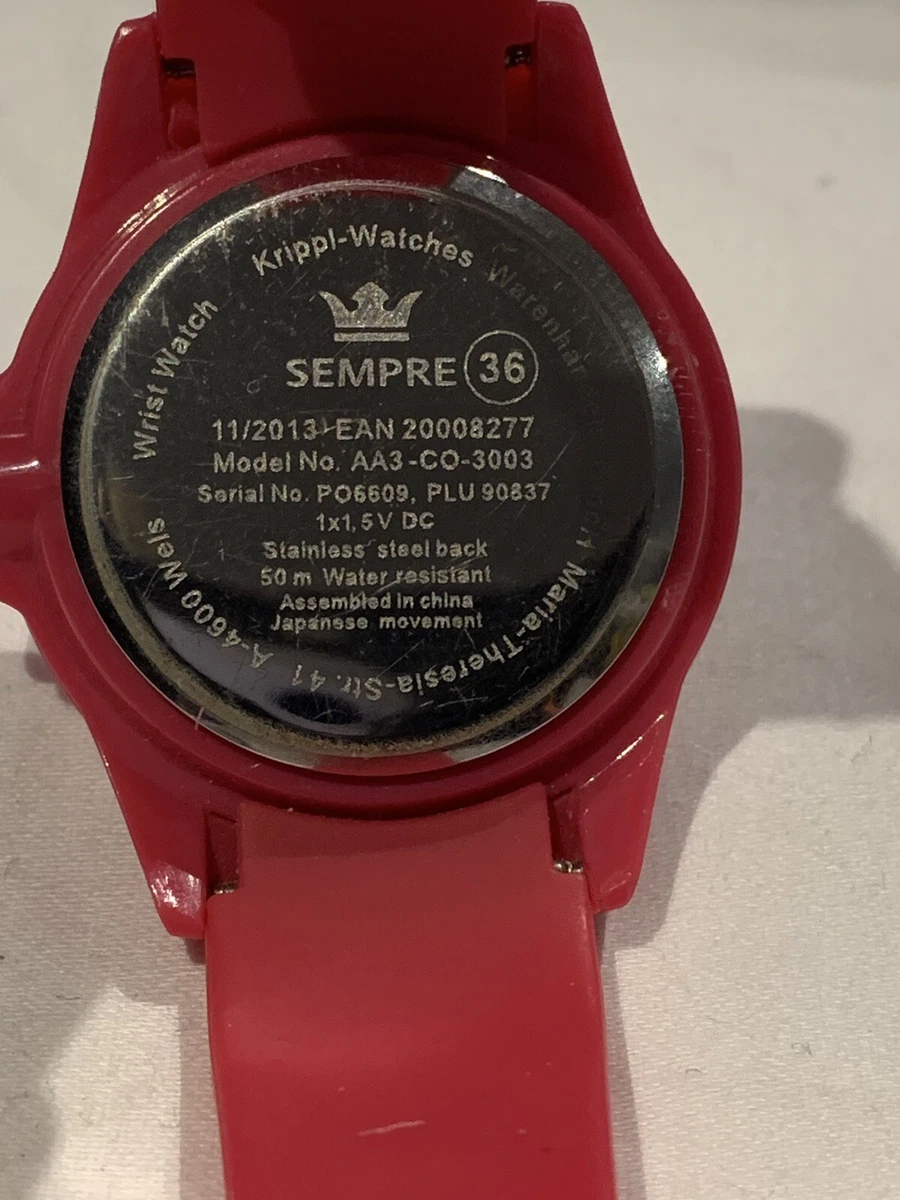 Wrist Watch Krippl-Watches Maria-Theresia-Str. 41 A-4600 Wels
SEMPRE 36
11/2013 EAN 20008277
Model No. AA3-CO-3003
Serial No. PO6609, PLU 90837
1x1,5V DC
Stainless steel back
50 m Water resistant
Assembled in china
Japanese movement